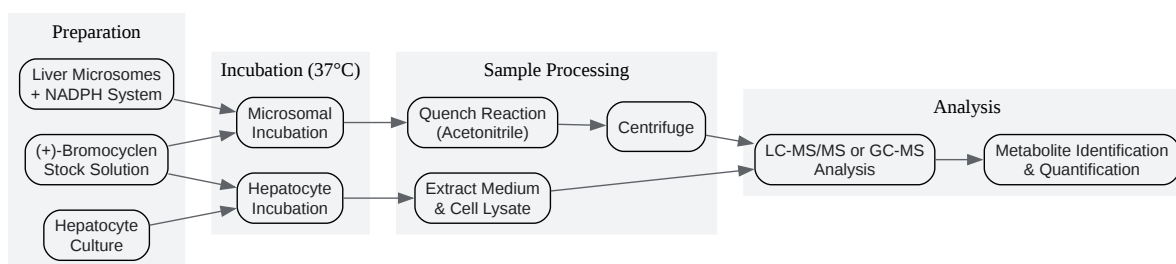 Preparation
Liver Microsomes
+ NADPH System
(+)-Bromocyclen
Stock Solution
Hepatocyte
Culture
Incubation (37°C)
Microsomal
Incubation
Hepatocyte
Incubation
Sample Processing
Quench Reaction
(Acetonitrile)
Centrifuge
Extract Medium
& Cell Lysate
Analysis
LC-MS/MS or GC-MS
Analysis
Metabolite Identification
& Quantification